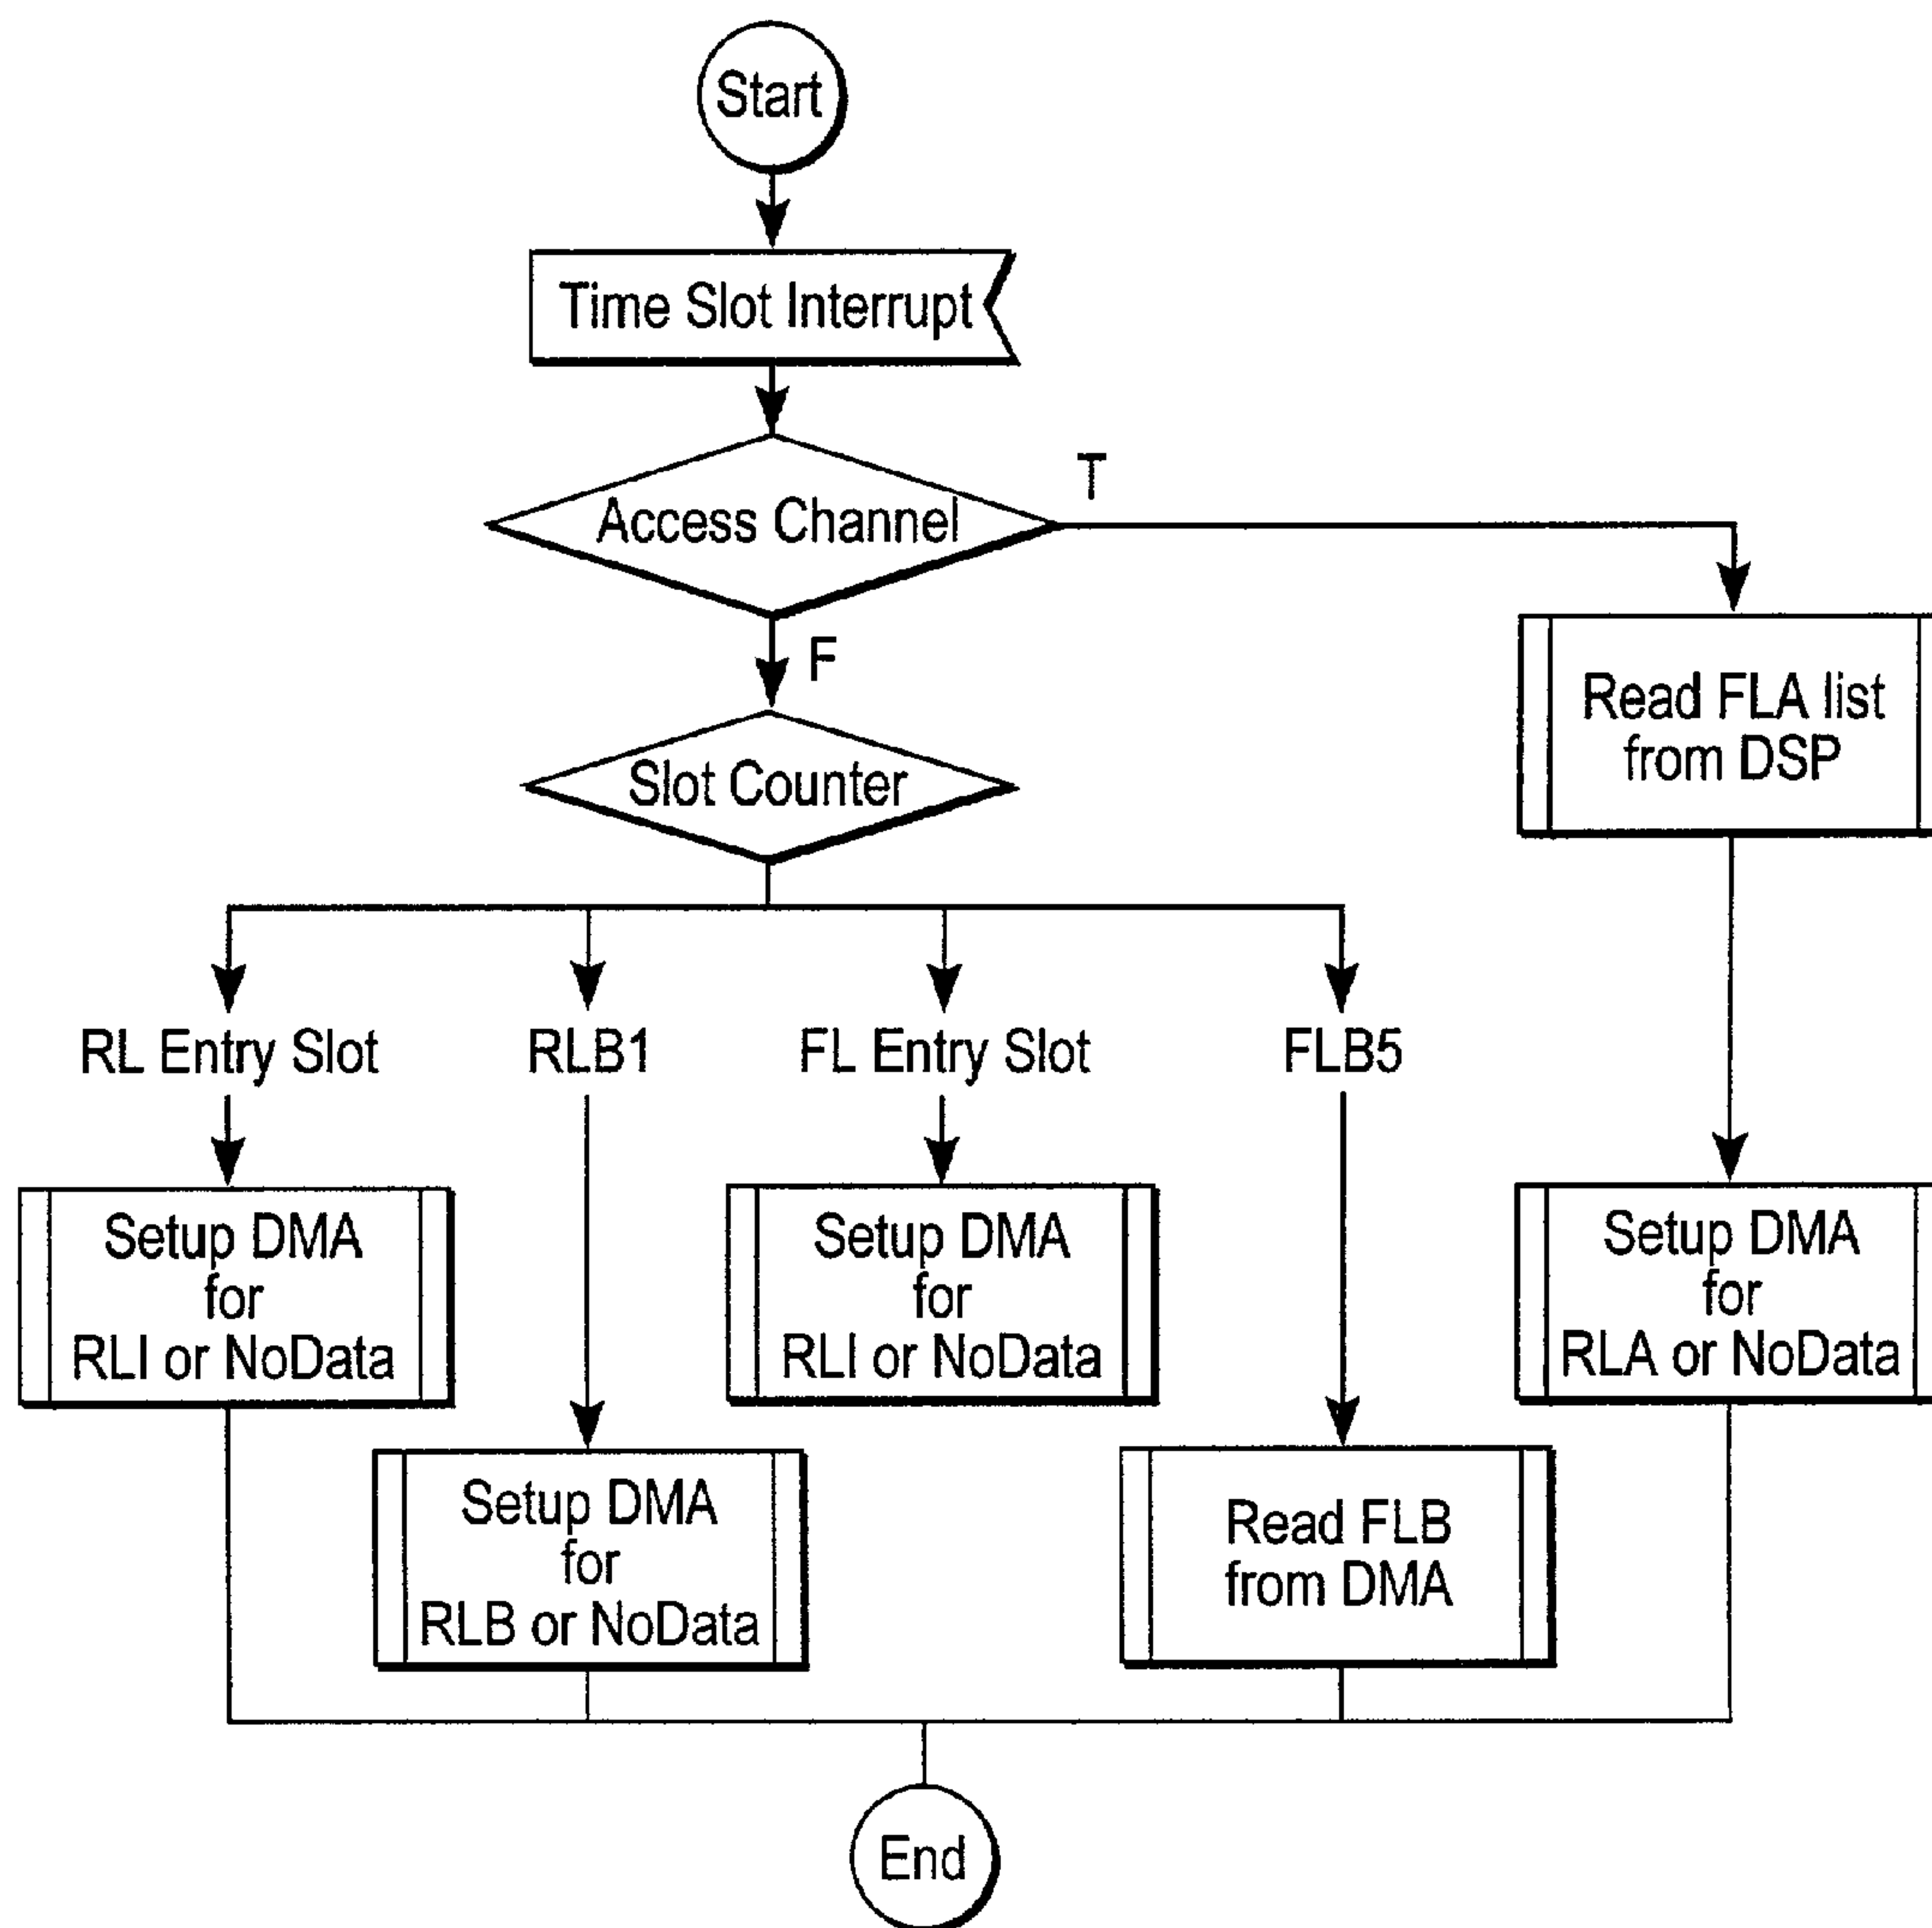 Start
Time Slot Interrupt
Access Channel
T
F
Slot Counter
Read FLA list
from DSP
RL Entry Slot
RLB1
FL Entry Slot
FLB5
Setup DMA
for
RLI or NoData
Setup DMA
for
RLI or NoData
Setup DMA
for
RLA or NoData
Setup DMA
for
RLB or NoData
Read FLB
from DMA
End